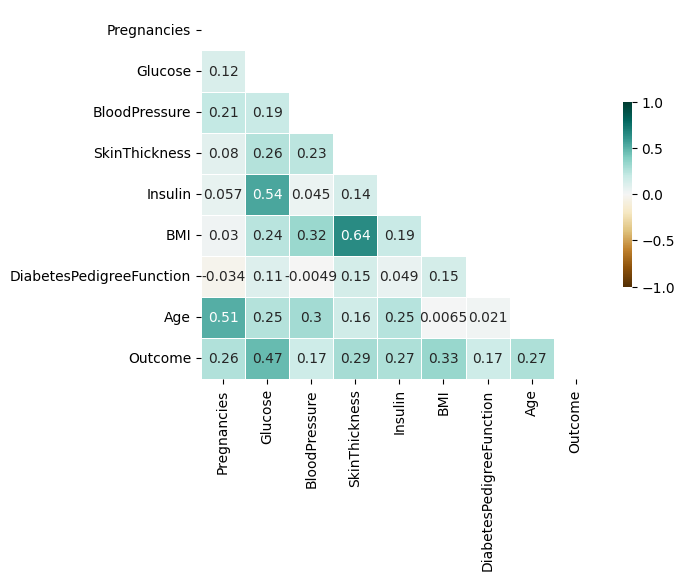 Pregnancies
Glucose 0.12
BloodPressure 0.21 0.19
SkinThickness 0.08 0.26 0.23
Insulin 0.057 0.54 0.045 0.14
BMI 0.03 0.24 0.32 0.64 0.19
DiabetesPedigreeFunction -0.034 0.11 -0.0049 0.15 0.049 0.15
Age 0.51 0.25 0.3 0.16 0.25 0.0065 0.021
Outcome 0.26 0.47 0.17 0.29 0.27 0.33 0.17 0.27
Pregnancies
Glucose
BloodPressure
SkinThickness
Insulin
BMI
DiabetesPedigreeFunction
Age
Outcome
1.0
0.5
0.0
−0.5
−1.0